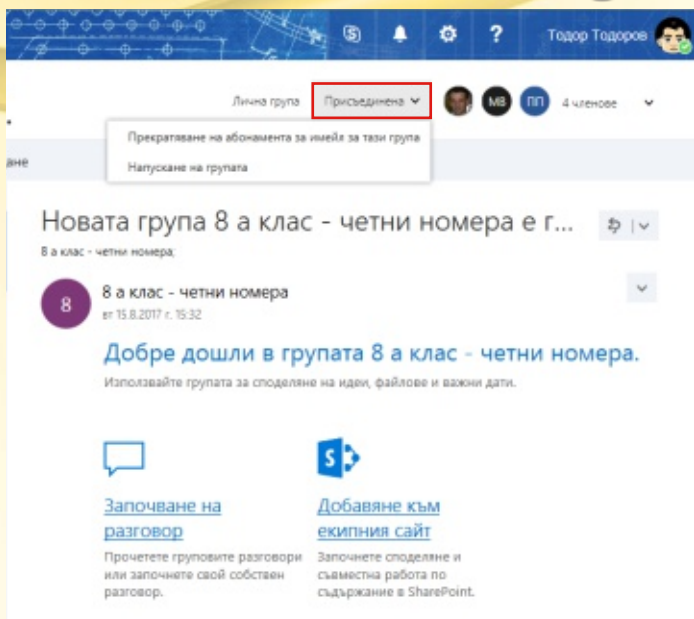 Тодор Тодоров
Лична група Присъединена 4 членове
МВ ПП
Прекратяване на абонамента за имейл за тази група
Напускане на групата
ане
Новата група 8 а клас - четни номера е г...
8 а клас - четни номера;
8
8 а клас - четни номера
вт 15.8.2017 г. 15:32
Добре дошли в групата 8 а клас - четни номера.
Използвайте групата за споделяне на идеи, файлове и важни дати.
Започване на
разговор
Прочетете груповите разговори
или започнете свой собствен
разговор.
Добавяне към
екипния сайт
Започнете споделяне и
съвместна работа по
съдържание в SharePoint.